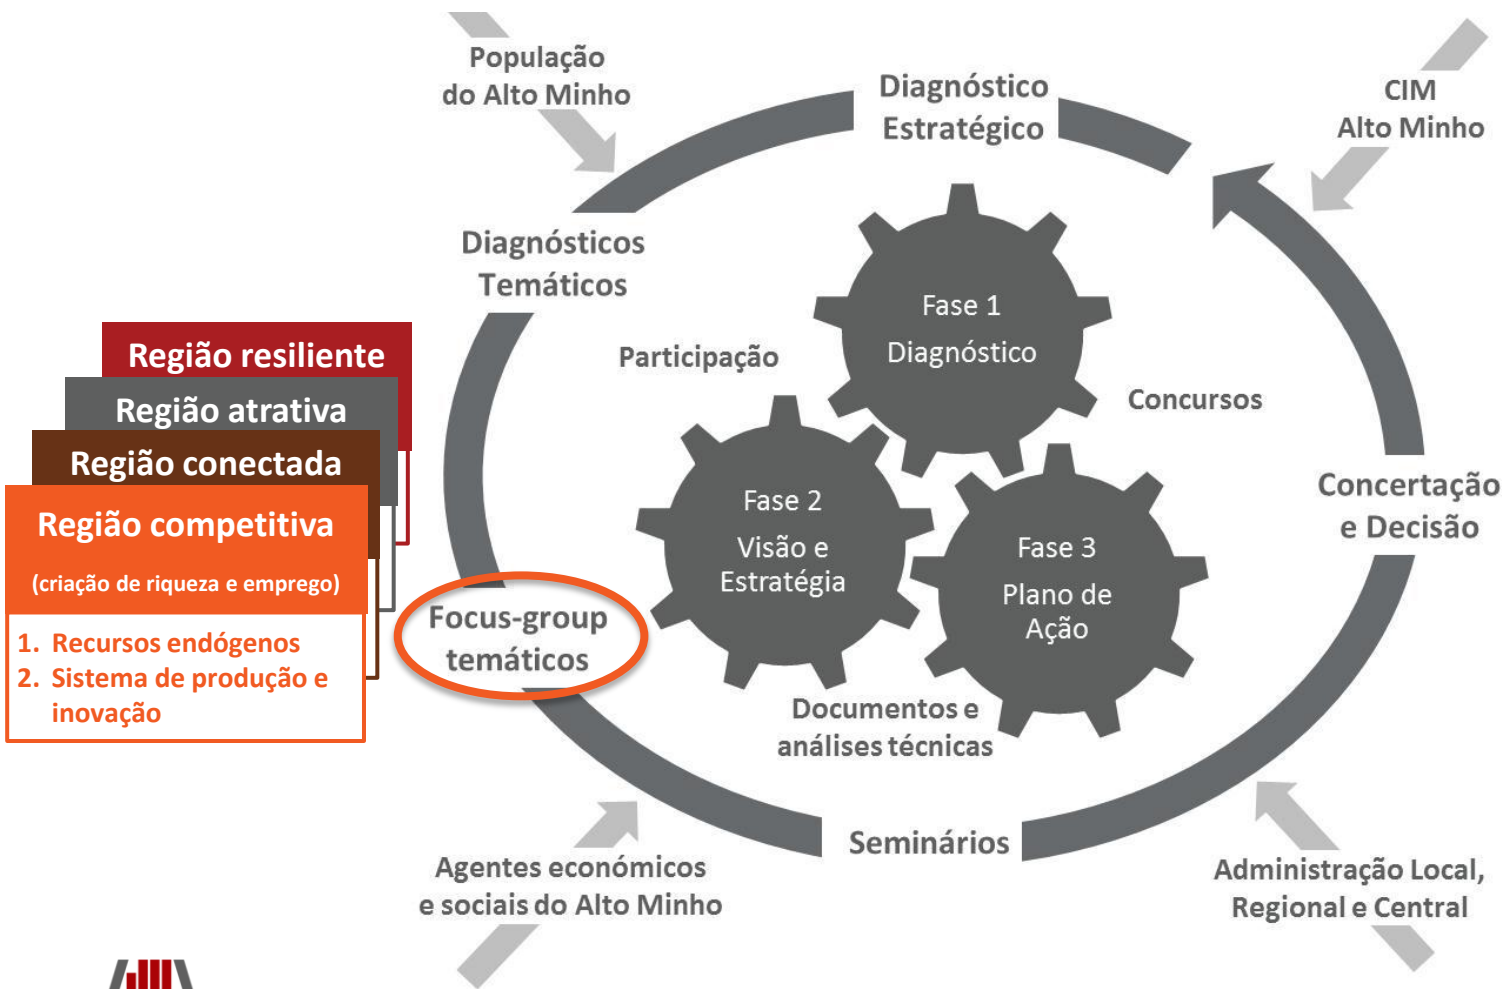 População
do Alto Minho
Diagnóstico
Estratégico
CIM
Alto Minho
Diagnósticos
Temáticos
Fase 1
Diagnóstico
Região resiliente
Região atrativa
Região conectada
Região competitiva
(criação de riqueza e emprego)
1. Recursos endógenos
2. Sistema de produção e
inovação
Participação
Concursos
Fase 2
Visão e
Estratégia
Fase 3
Plano de
Ação
Concertação
e Decisão
Focus-group
temáticos
Documentos e
análises técnicas
Seminários
Agentes económicos
e sociais do Alto Minho
Administração Local,
Regional e Central